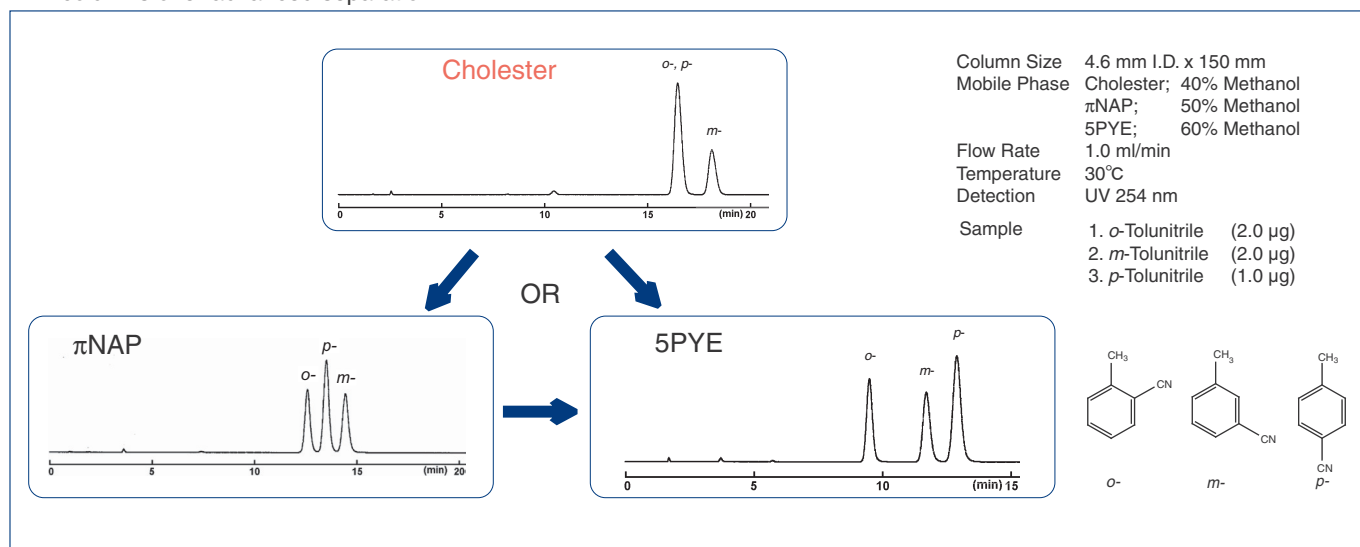 Cholester
o-, p-
m-
0 5 10 15 (min) 20
Column Size 4.6 mm I.D. x 150 mm
Mobile Phase Cholester; 40% Methanol
πNAP; 50% Methanol
5PYE; 60% Methanol
Flow Rate 1.0 ml/min
Temperature 30°C
Detection UV 254 nm
Sample 1. o-Tolunitrile (2.0 µg)
2. m-Tolunitrile (2.0 µg)
3. p-Tolunitrile (1.0 µg)
OR
πNAP
o-
p-
m-
0 5 10 15 (min) 20
5PYE
o-
m-
p-
0 5 10 (min) 15
CH3
CN
o-
CH3
CN
m-
CH3
CN
p-